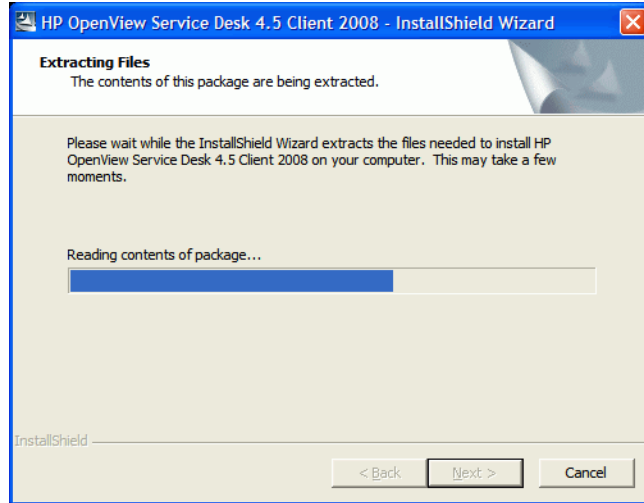 HP OpenView Service Desk 4.5 Client 2008 - InstallShield Wizard
Extracting Files
The contents of this package are being extracted.
Please wait while the InstallShield Wizard extracts the files needed to install HP
OpenView Service Desk 4.5 Client 2008 on your computer. This may take a few
moments.
Reading contents of package...
InstallShield
< Back Next > Cancel